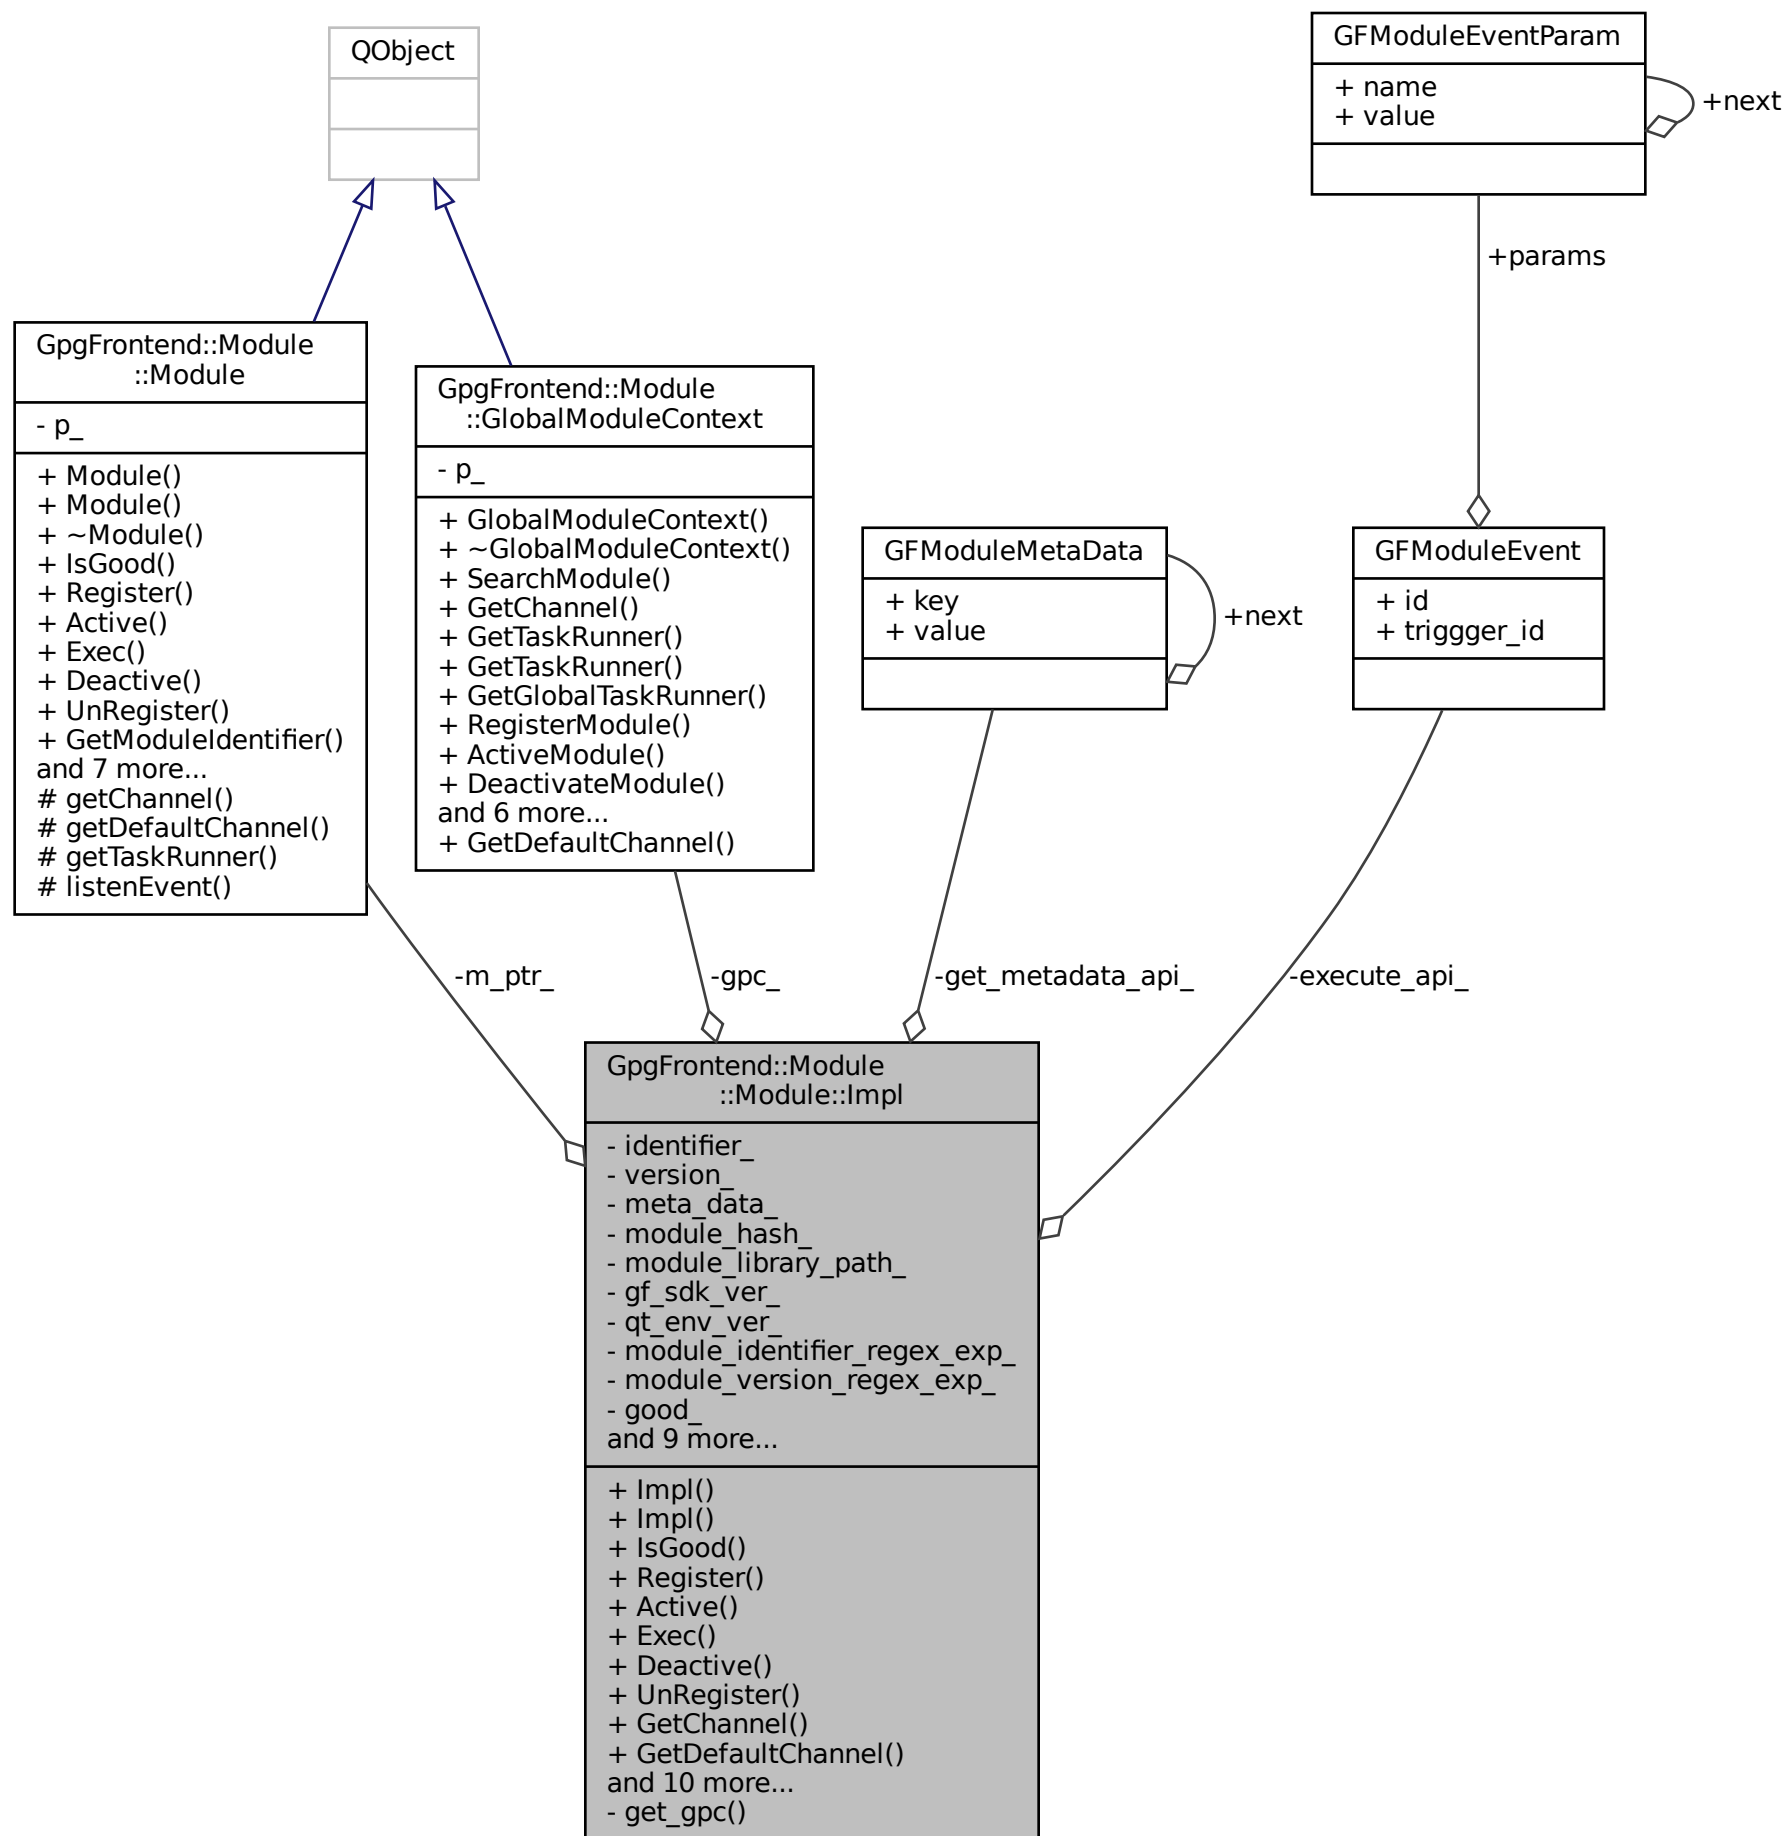 QObject
GFModuleEventParam
+ name
+ value
+next
+params
GpgFrontend::Module
::Module
- p_
+ Module()
+ Module()
+ ~Module()
+ IsGood()
+ Register()
+ Active()
+ Exec()
+ Deactive()
+ UnRegister()
+ GetModuleIdentifier()
and 7 more...
# getChannel()
# getDefaultChannel()
# getTaskRunner()
# listenEvent()
GpgFrontend::Module
::GlobalModuleContext
- p_
+ GlobalModuleContext()
+ ~GlobalModuleContext()
+ SearchModule()
+ GetChannel()
+ GetTaskRunner()
+ GetTaskRunner()
+ GetGlobalTaskRunner()
+ RegisterModule()
+ ActiveModule()
+ DeactivateModule()
and 6 more...
+ GetDefaultChannel()
GFModuleMetaData
+ key
+ value
+next
GFModuleEvent
+ id
+ triggger_id
-m_ptr_
-gpc_
-get_metadata_api_
-execute_api_
GpgFrontend::Module
::Module::Impl
- identifier_
- version_
- meta_data_
- module_hash_
- module_library_path_
- gf_sdk_ver_
- qt_env_ver_
- module_identifier_regex_exp_
- module_version_regex_exp_
- good_
and 9 more...
+ Impl()
+ Impl()
+ IsGood()
+ Register()
+ Active()
+ Exec()
+ Deactive()
+ UnRegister()
+ GetChannel()
+ GetDefaultChannel()
and 10 more...
- get_gpc()